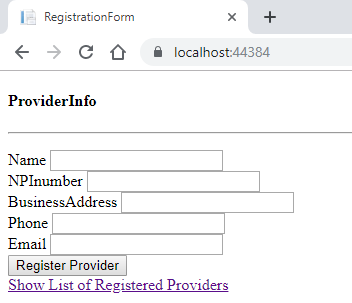 RegistrationForm
localhost:44384
ProviderInfo
Name
NPInumber
BusinessAddress
Phone
Email
Register Provider
Show List of Registered Providers